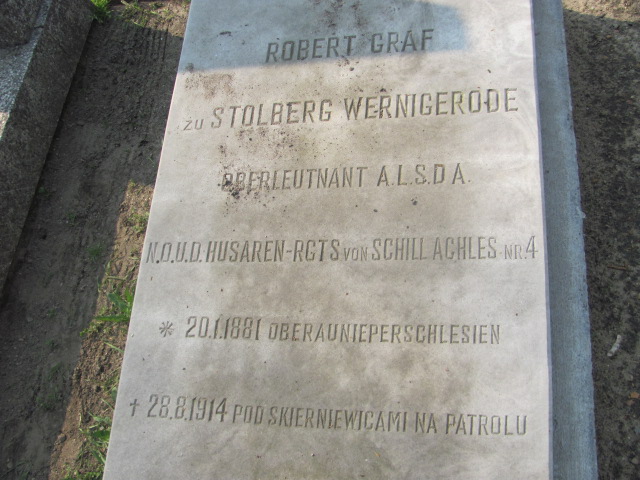 ROBERT GRAF
ZU STOLBERG WERNIGERODE
OBERLEUTNANT A.L.S.D A.
N.O.U.D. HUSAREN-RGTS VON SCHILL ACHLES-NR.4
* 20.1.1881 OBERAUNIEPERSCHLESIEN
† 28.8.1914 POD SKIERNIEWICAMI NA PATROLU